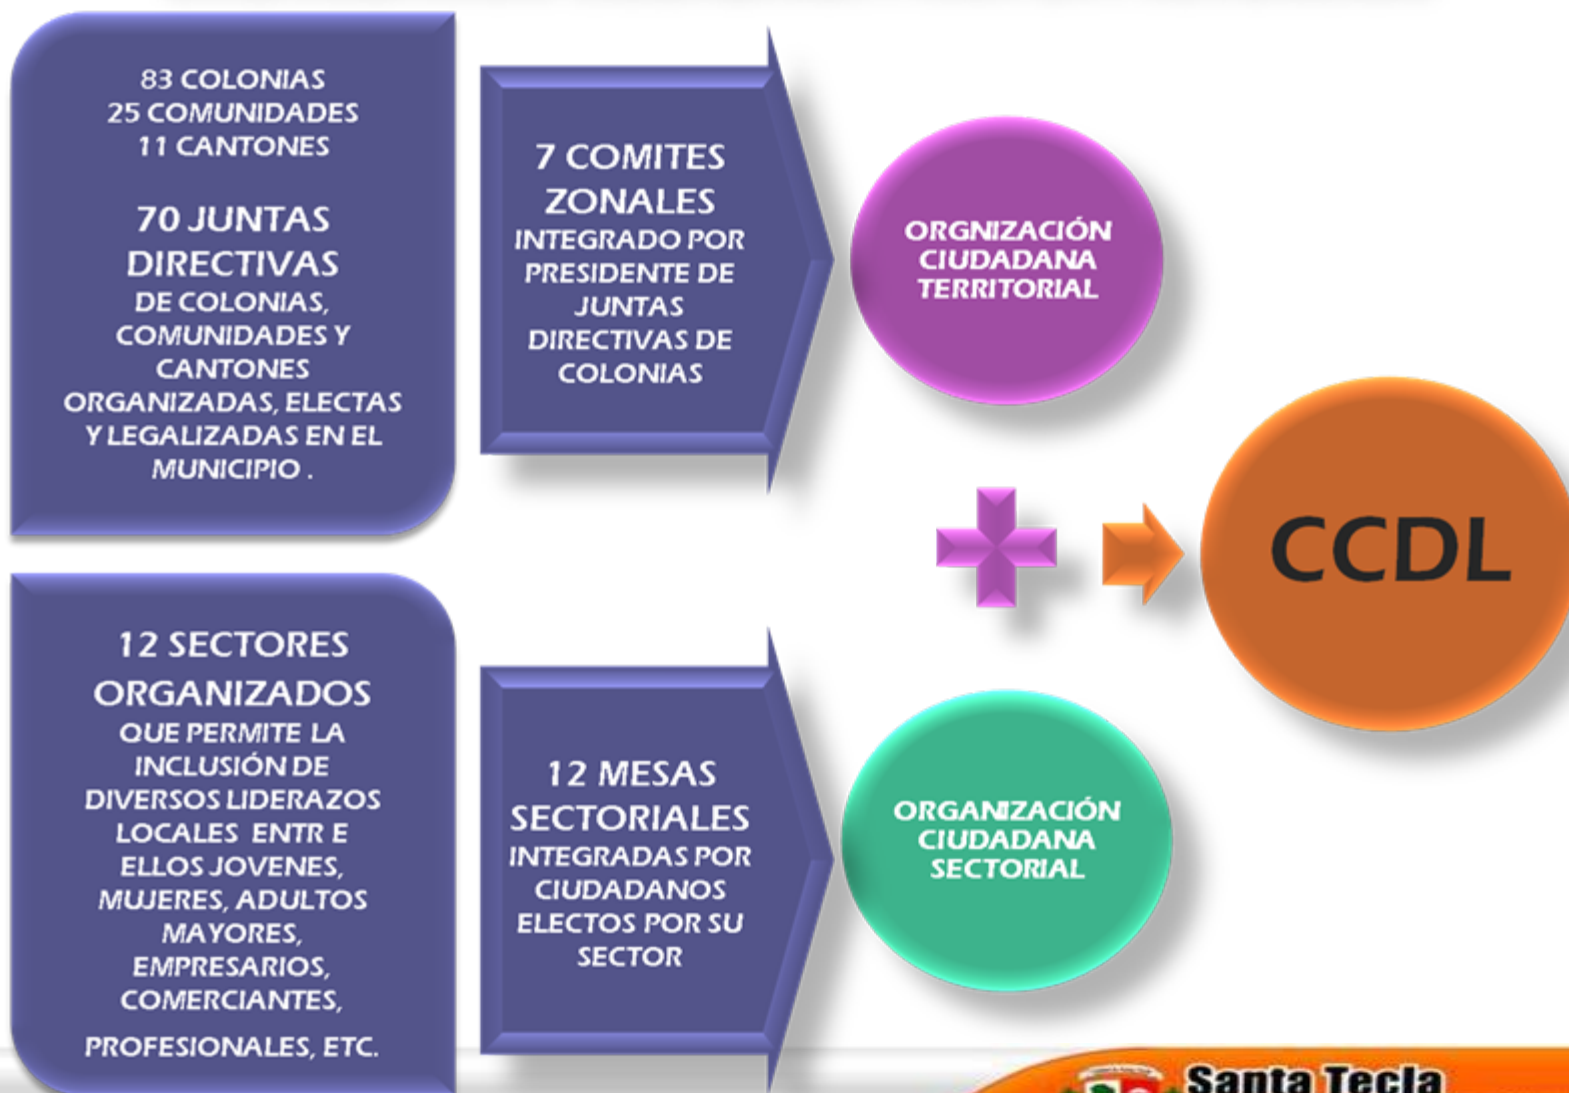 83 COLONIAS
25 COMUNIDADES
11 CANTONES
70 JUNTAS
DIRECTIVAS
DE COLONIAS,
COMUNIDADES Y
CANTONES
ORGANIZADAS, ELECTAS
Y LEGALIZADAS EN EL
MUNICIPIO .
7 COMITES
ZONALES
INTEGRADO POR
PRESIDENTE DE
JUNTAS
DIRECTIVAS DE
COLONIAS
ORGNIZACIÓN
CIUDADANA
TERRITORIAL
12 SECTORES
ORGANIZADOS
QUE PERMITE LA
INCLUSIÓN DE
DIVERSOS LIDERAZOS
LOCALES ENTR E
ELLOS JOVENES,
MUJERES, ADULTOS
MAYORES,
EMPRESARIOS,
COMERCIANTES,
PROFESIONALES, ETC.
12 MESAS
SECTORIALES
INTEGRADAS POR
CIUDADANOS
ELECTOS POR SU
SECTOR
ORGANIZACIÓN
CIUDADANA
SECTORIAL
CCDL
Santa Tecla